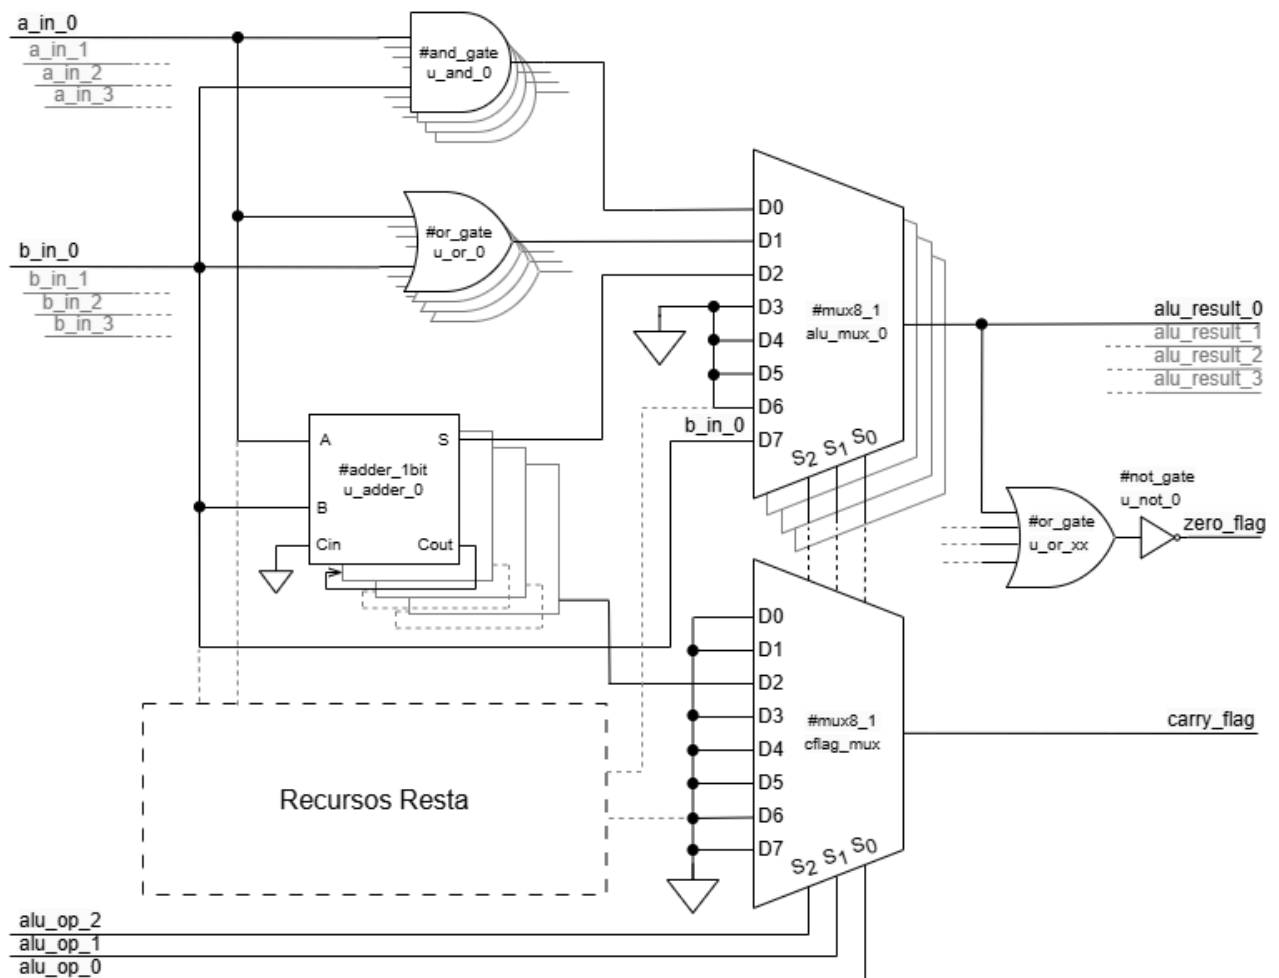 a_in_0
a_in_1
a_in_2
a_in_3
#and_gate
u_and_0
b_in_0
b_in_1
b_in_2
b_in_3
#or_gate
u_or_0
D0
D1
D2
D3
D4
D5
D6
D7
b_in_0
#mux8_1
alu_mux_0
S2 S1 S0
alu_result_0
alu_result_1
alu_result_2
alu_result_3
A
B
Cin
S
Cout
#adder_1bit
u_adder_0
#or_gate
u_or_xx
#not_gate
u_not_0
zero_flag
D0
D1
D2
D3
D4
D5
D6
D7
#mux8_1
cflag_mux
S2 S1 S0
carry_flag
Recursos Resta
alu_op_2
alu_op_1
alu_op_0